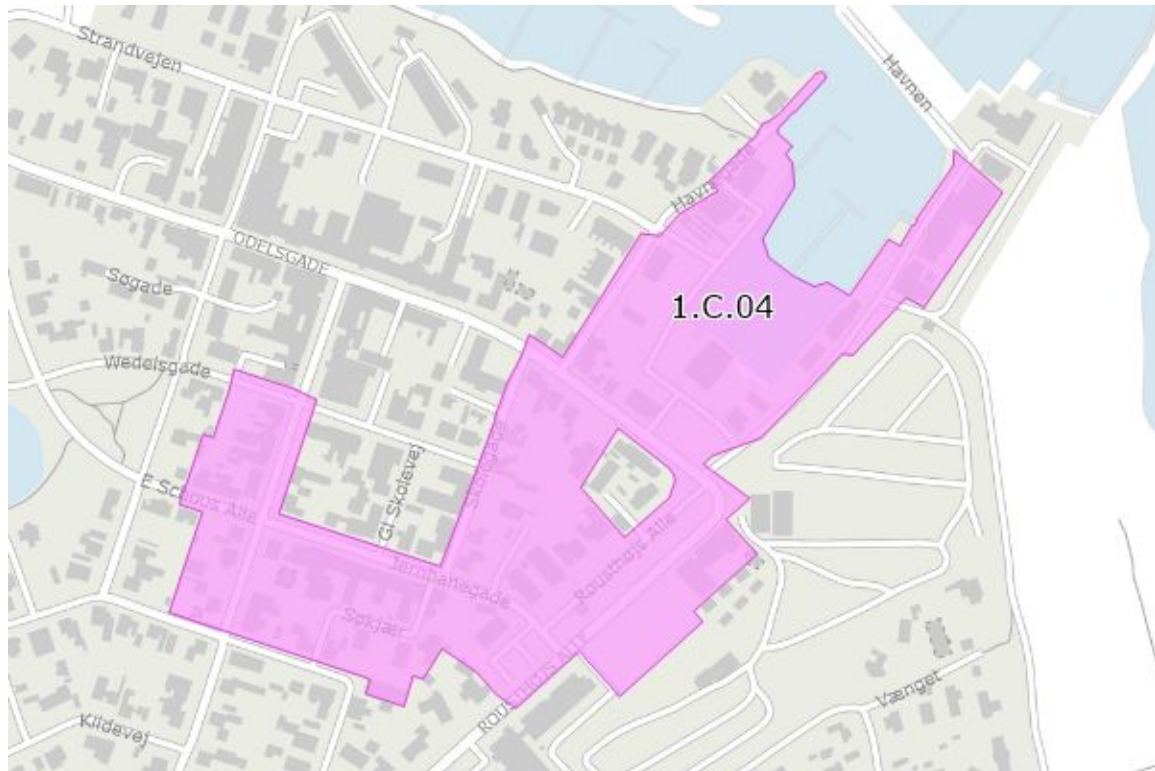 Strandvejen
Havnen
Havnegade
ODELSGADE
Søgade
1.C.04
Wedelsgade
Skolegade
Gl Skolevej
E Schous Alle
Rousthøjs Alle
Jernbanegade
Søkjær
ROUSTHØJS ALLE
Vænget
Kildevej